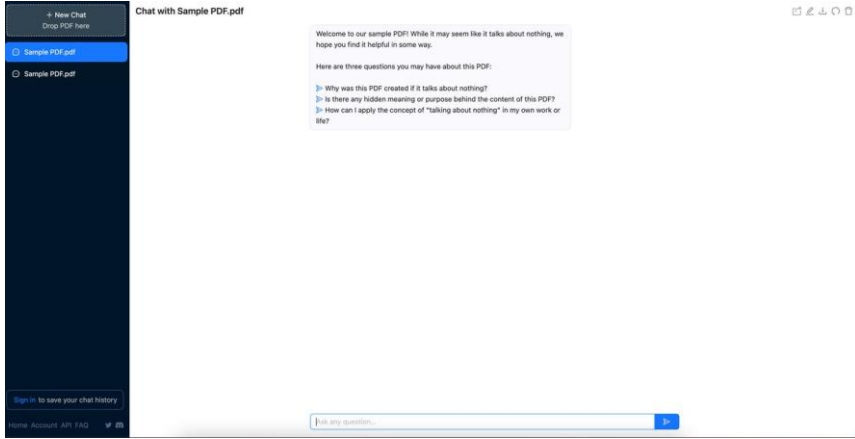 + New Chat
Drop PDF here
Sample PDF.pdf
Sample PDF.pdf
Sign in to save your chat history
Home Account API FAQ
Chat with Sample PDF.pdf
Welcome to our sample PDF! While it may seem like it talks about nothing, we
hope you find it helpful in some way.
Here are three questions you may have about this PDF:
Why was this PDF created if it talks about nothing?
Is there any hidden meaning or purpose behind the content of this PDF?
How can I apply the concept of "talking about nothing" in my own work or
life?
Ask any question...